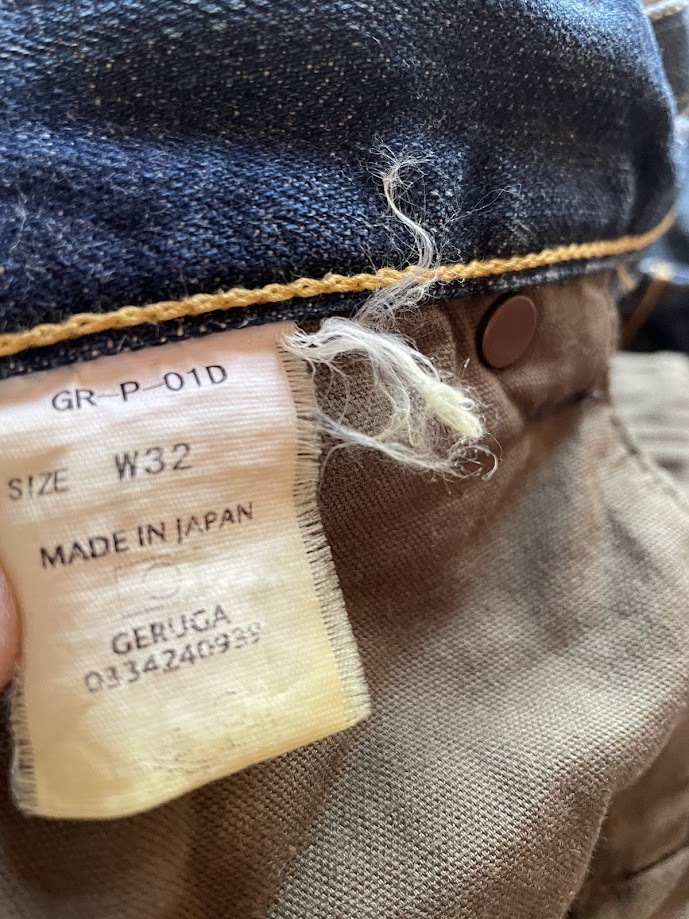 GR-P-01D
SIZE W32
MADE IN JAPAN
GERUGA
0334240939